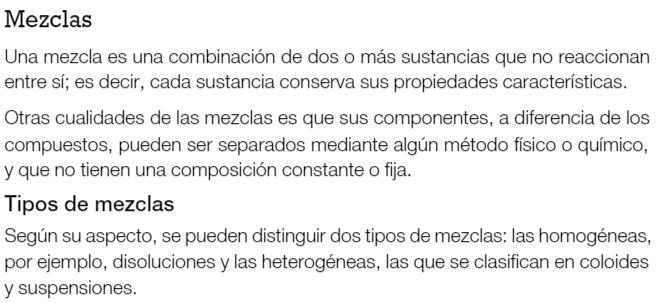 Mezclas
Una mezcla es una combinación de dos o más sustancias que no reaccionan
entre sí; es decir, cada sustancia conserva sus propiedades características.
Otras cualidades de las mezclas es que sus componentes, a diferencia de los
compuestos, pueden ser separados mediante algún método físico o químico,
y que no tienen una composición constante o fija.
Tipos de mezclas
Según su aspecto, se pueden distinguir dos tipos de mezclas: las homogéneas,
por ejemplo, disoluciones y las heterogéneas, las que se clasifican en coloides
y suspensiones.